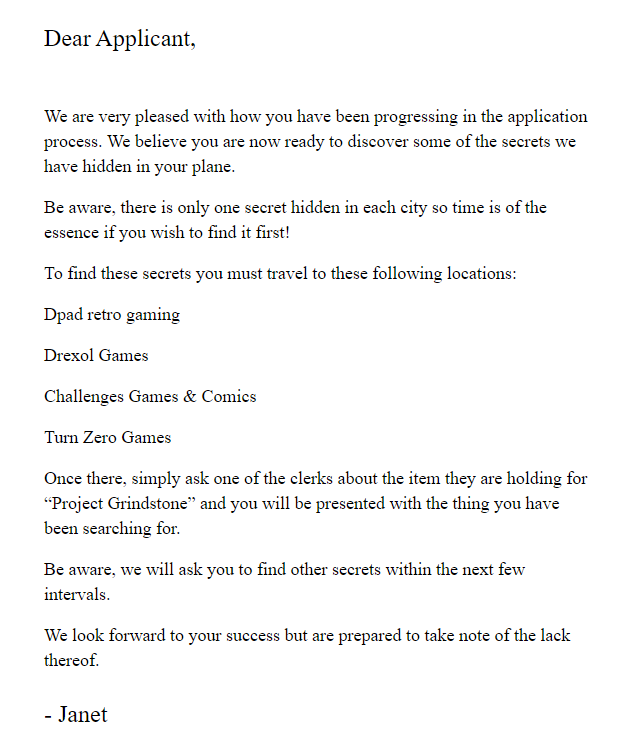 Dear Applicant,
We are very pleased with how you have been progressing in the application
process. We believe you are now ready to discover some of the secrets we
have hidden in your plane.
Be aware, there is only one secret hidden in each city so time is of the
essence if you wish to find it first!
To find these secrets you must travel to these following locations:
Dpad retro gaming
Drexol Games
Challenges Games & Comics
Turn Zero Games
Once there, simply ask one of the clerks about the item they are holding for
“Project Grindstone” and you will be presented with the thing you have
been searching for.
Be aware, we will ask you to find other secrets within the next few
intervals.
We look forward to your success but are prepared to take note of the lack
thereof.
- Janet